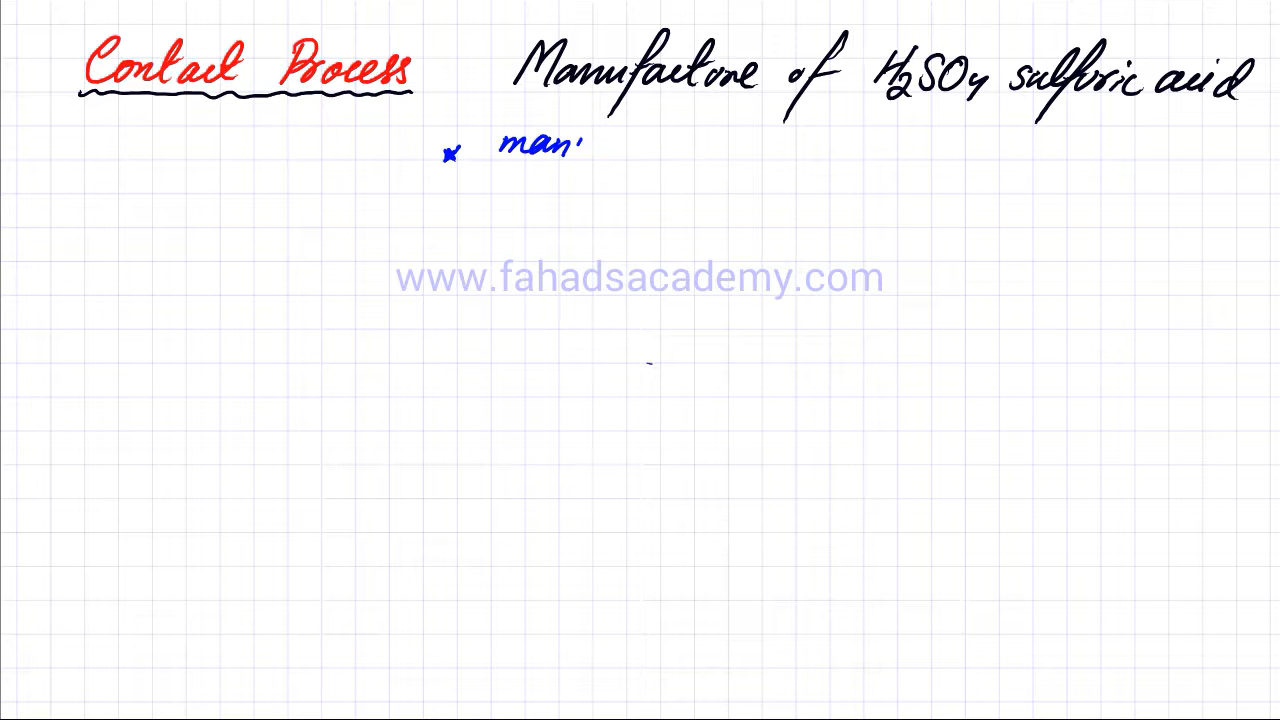 Contact Process Manufacture of H2SO4 sulfuric acid
* man
www.fahadsacademy.com